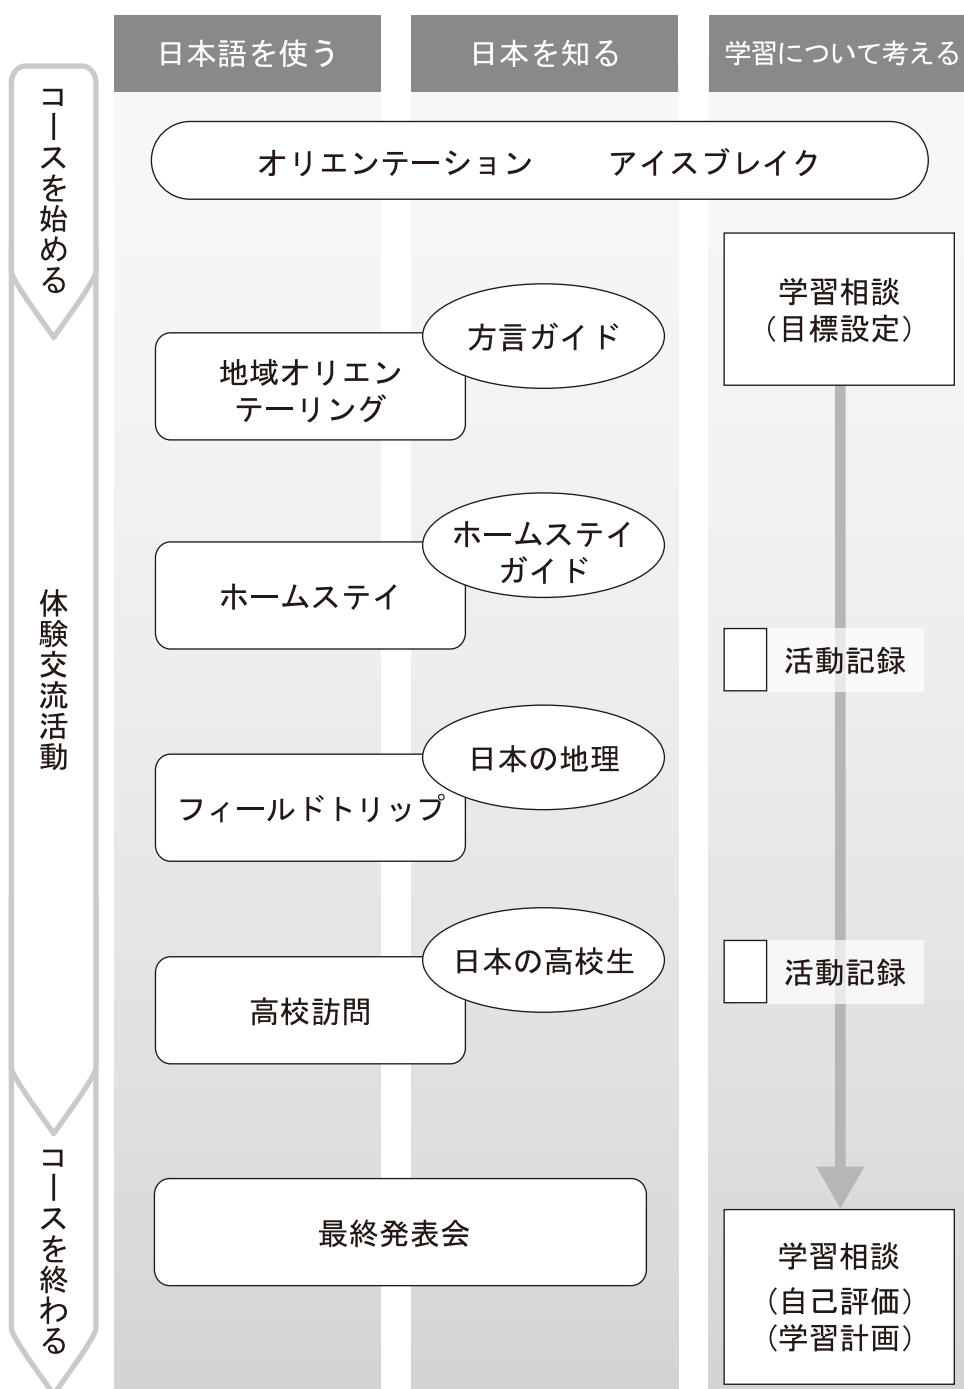 日本語を使う
日本を知る
学習について考える
コースを始める
オリエンテーション アイスブレイク
学習相談
（目標設定）
方言ガイド
地域オリエン
テーリング
ホームステイ
ガイド
ホームステイ
体験交流活動
活動記録
日本の地理
フィールドトリップ
日本の高校生
高校訪問
活動記録
コースを終わる
最終発表会
学習相談
（自己評価）
（学習計画）